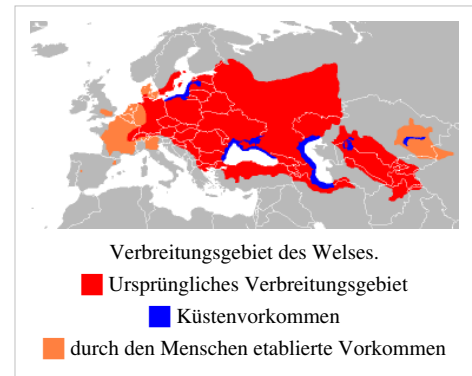 Verbreitungsgebiet des Welses.
Ursprüngliches Verbreitungsgebiet
Küstenvorkommen
durch den Menschen etablierte Vorkommen